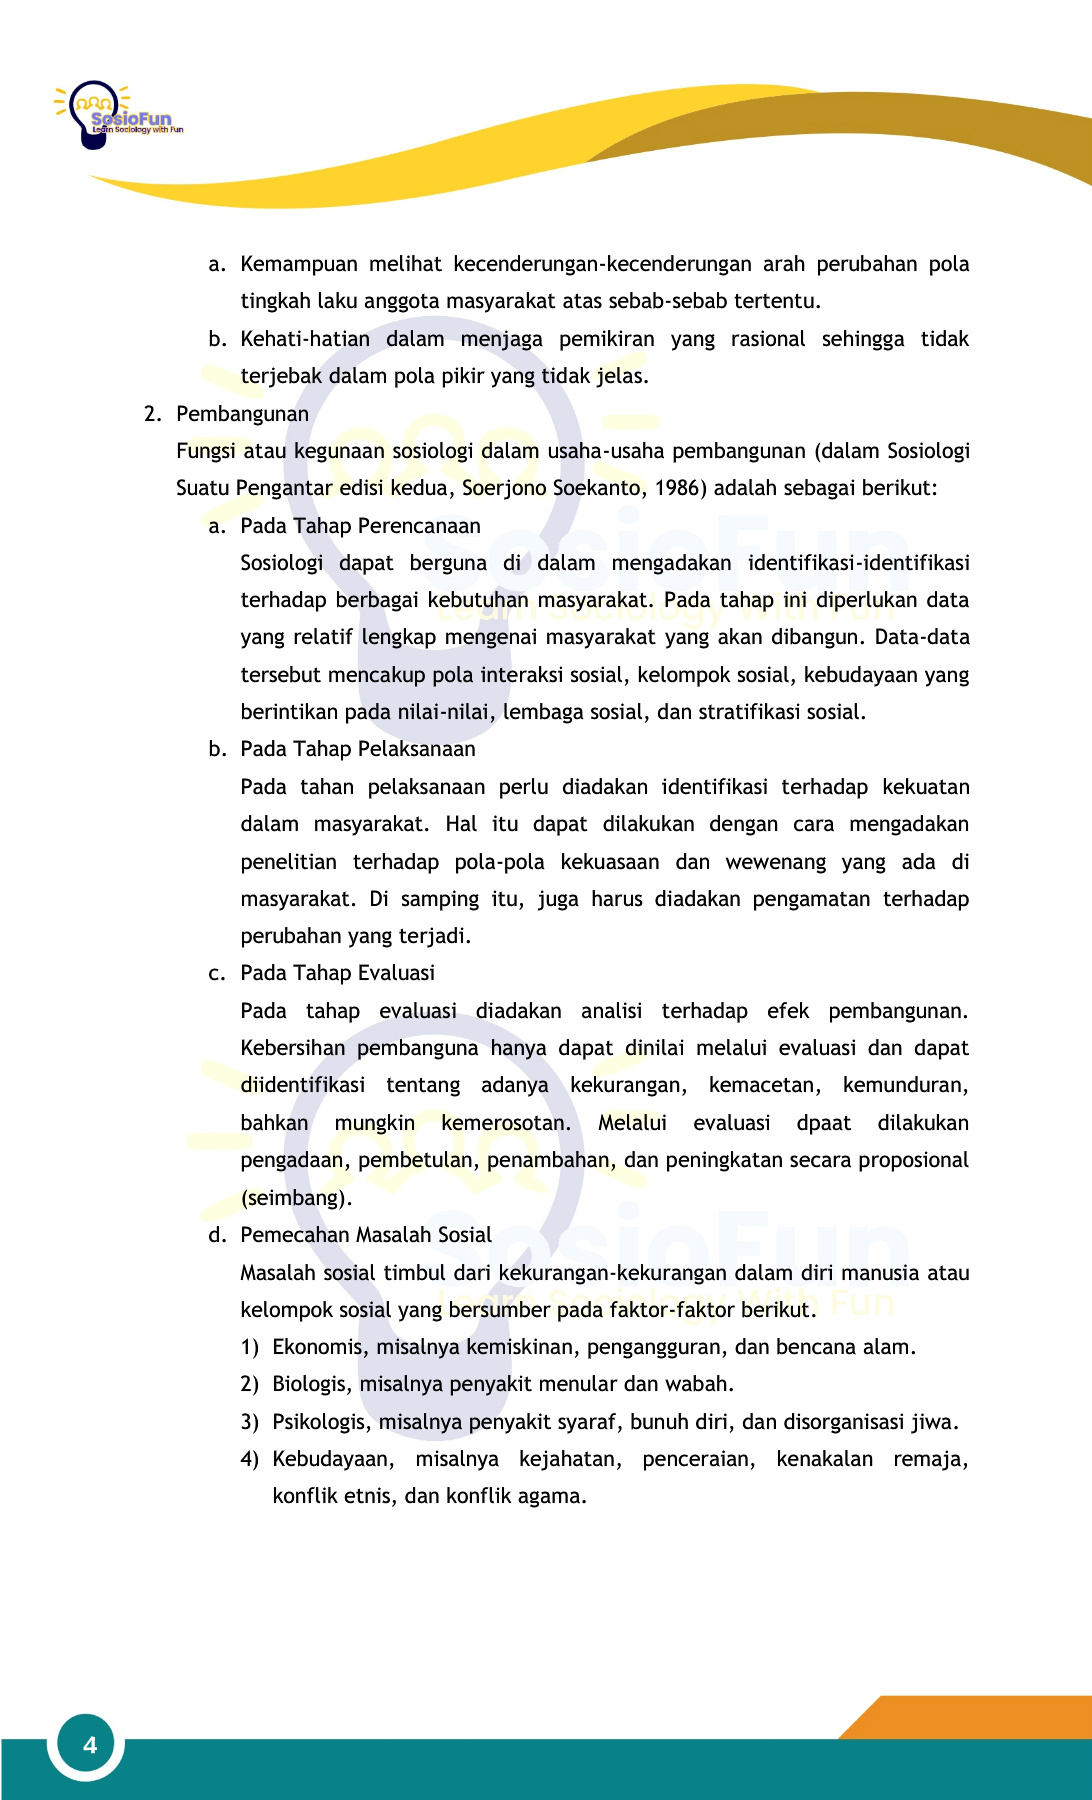 SosioFun
Learn Sociology with Fun
a. Kemampuan melihat kecenderungan-kecenderungan arah perubahan pola
tingkah laku anggota masyarakat atas sebab-sebab tertentu.
b. Kehati-hatian dalam menjaga pemikiran yang rasional sehingga tidak
terjebak dalam pola pikir yang tidak jelas.
2. Pembangunan
Fungsi atau kegunaan sosiologi dalam usaha-usaha pembangunan (dalam Sosiologi
Suatu Pengantar edisi kedua, Soerjono Soekanto, 1986) adalah sebagai berikut:
a. Pada Tahap Perencanaan
Sosiologi dapat berguna di dalam mengadakan identifikasi-identifikasi
terhadap berbagai kebutuhan masyarakat. Pada tahap ini diperlukan data
yang relatif lengkap mengenai masyarakat yang akan dibangun. Data-data
tersebut mencakup pola interaksi sosial, kelompok sosial, kebudayaan yang
berintikan pada nilai-nilai, lembaga sosial, dan stratifikasi sosial.
b. Pada Tahap Pelaksanaan
Pada tahan pelaksanaan perlu diadakan identifikasi terhadap kekuatan
dalam masyarakat. Hal itu dapat dilakukan dengan cara mengadakan
penelitian terhadap pola-pola kekuasaan dan wewenang yang ada di
masyarakat. Di samping itu, juga harus diadakan pengamatan terhadap
perubahan yang terjadi.
c. Pada Tahap Evaluasi
Pada tahap evaluasi diadakan analisi terhadap efek pembangunan.
Kebersihan pembanguna hanya dapat dinilai melalui evaluasi dan dapat
diidentifikasi tentang adanya kekurangan, kemacetan, kemunduran,
bahkan mungkin kemerosotan. Melalui evaluasi dpaat dilakukan
pengadaan, pembetulan, penambahan, dan peningkatan secara proposional
(seimbang).
d. Pemecahan Masalah Sosial
Masalah sosial timbul dari kekurangan-kekurangan dalam diri manusia atau
kelompok sosial yang bersumber pada faktor-faktor berikut.
1) Ekonomis, misalnya kemiskinan, pengangguran, dan bencana alam.
2) Biologis, misalnya penyakit menular dan wabah.
3) Psikologis, misalnya penyakit syaraf, bunuh diri, dan disorganisasi jiwa.
4) Kebudayaan, misalnya kejahatan, penceraian, kenakalan remaja,
konflik etnis, dan konflik agama.
SosioFun
Learn Sociology With Fun
SosioFun
Learn Sociology With Fun
4